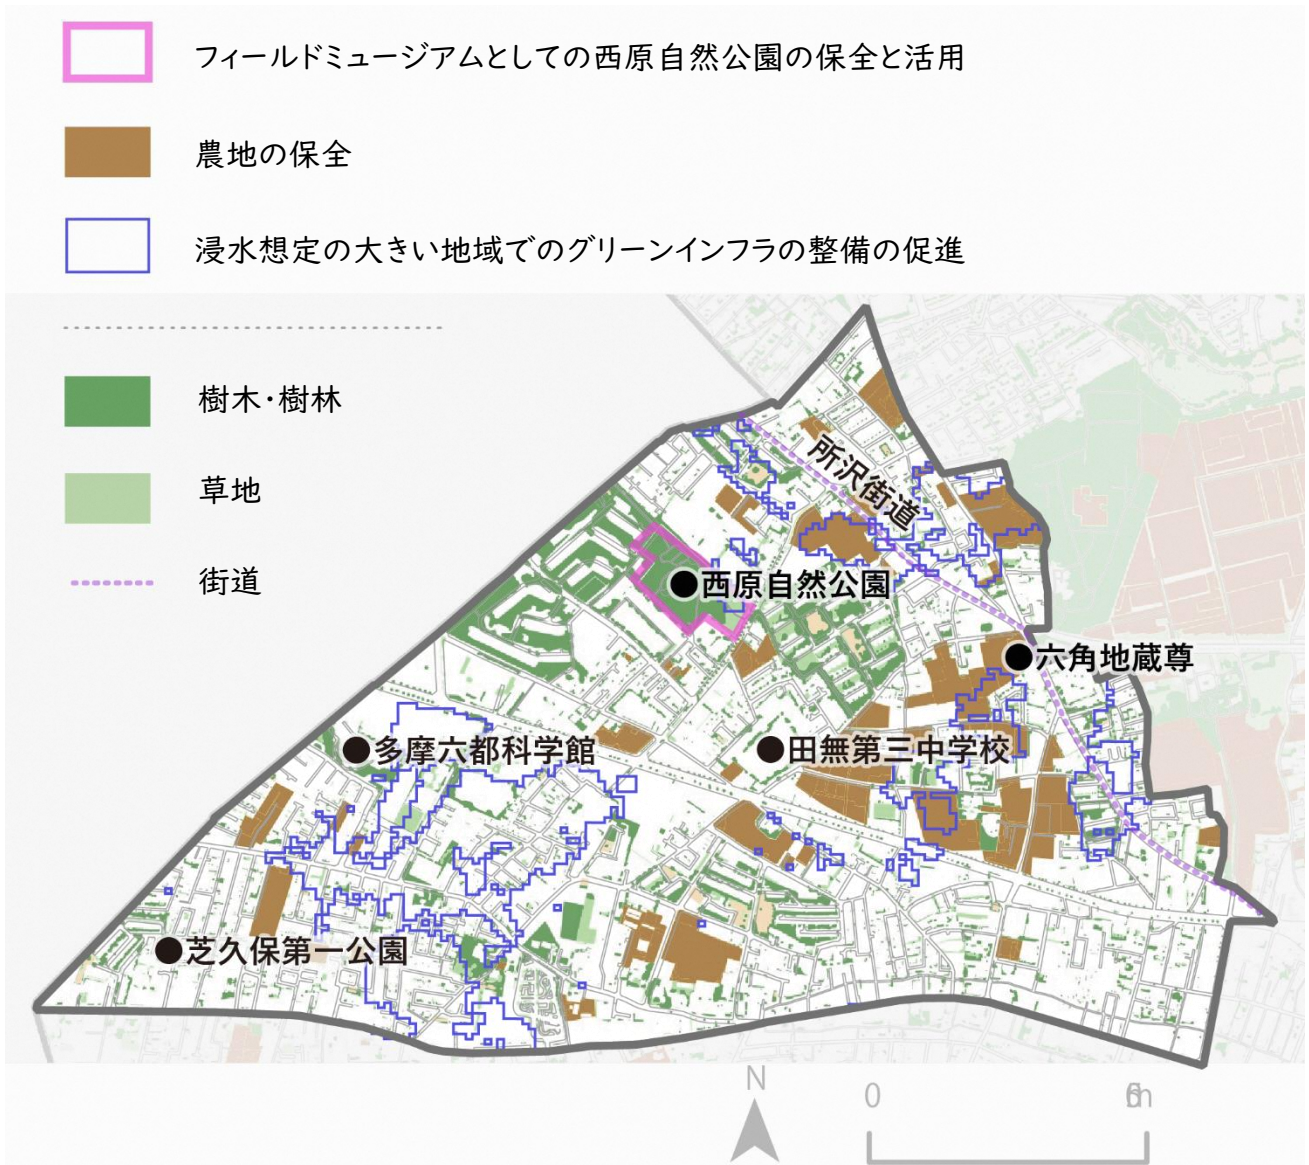 フィールドミュージアムとしての西原自然公園の保全と活用
農地の保全
浸水想定の大きい地域でのグリーンインフラの整備の促進
樹木・樹林
草地
街道
所沢街道
西原自然公園
六角地蔵尊
多摩六都科学館
田無第三中学校
芝久保第一公園
N
0